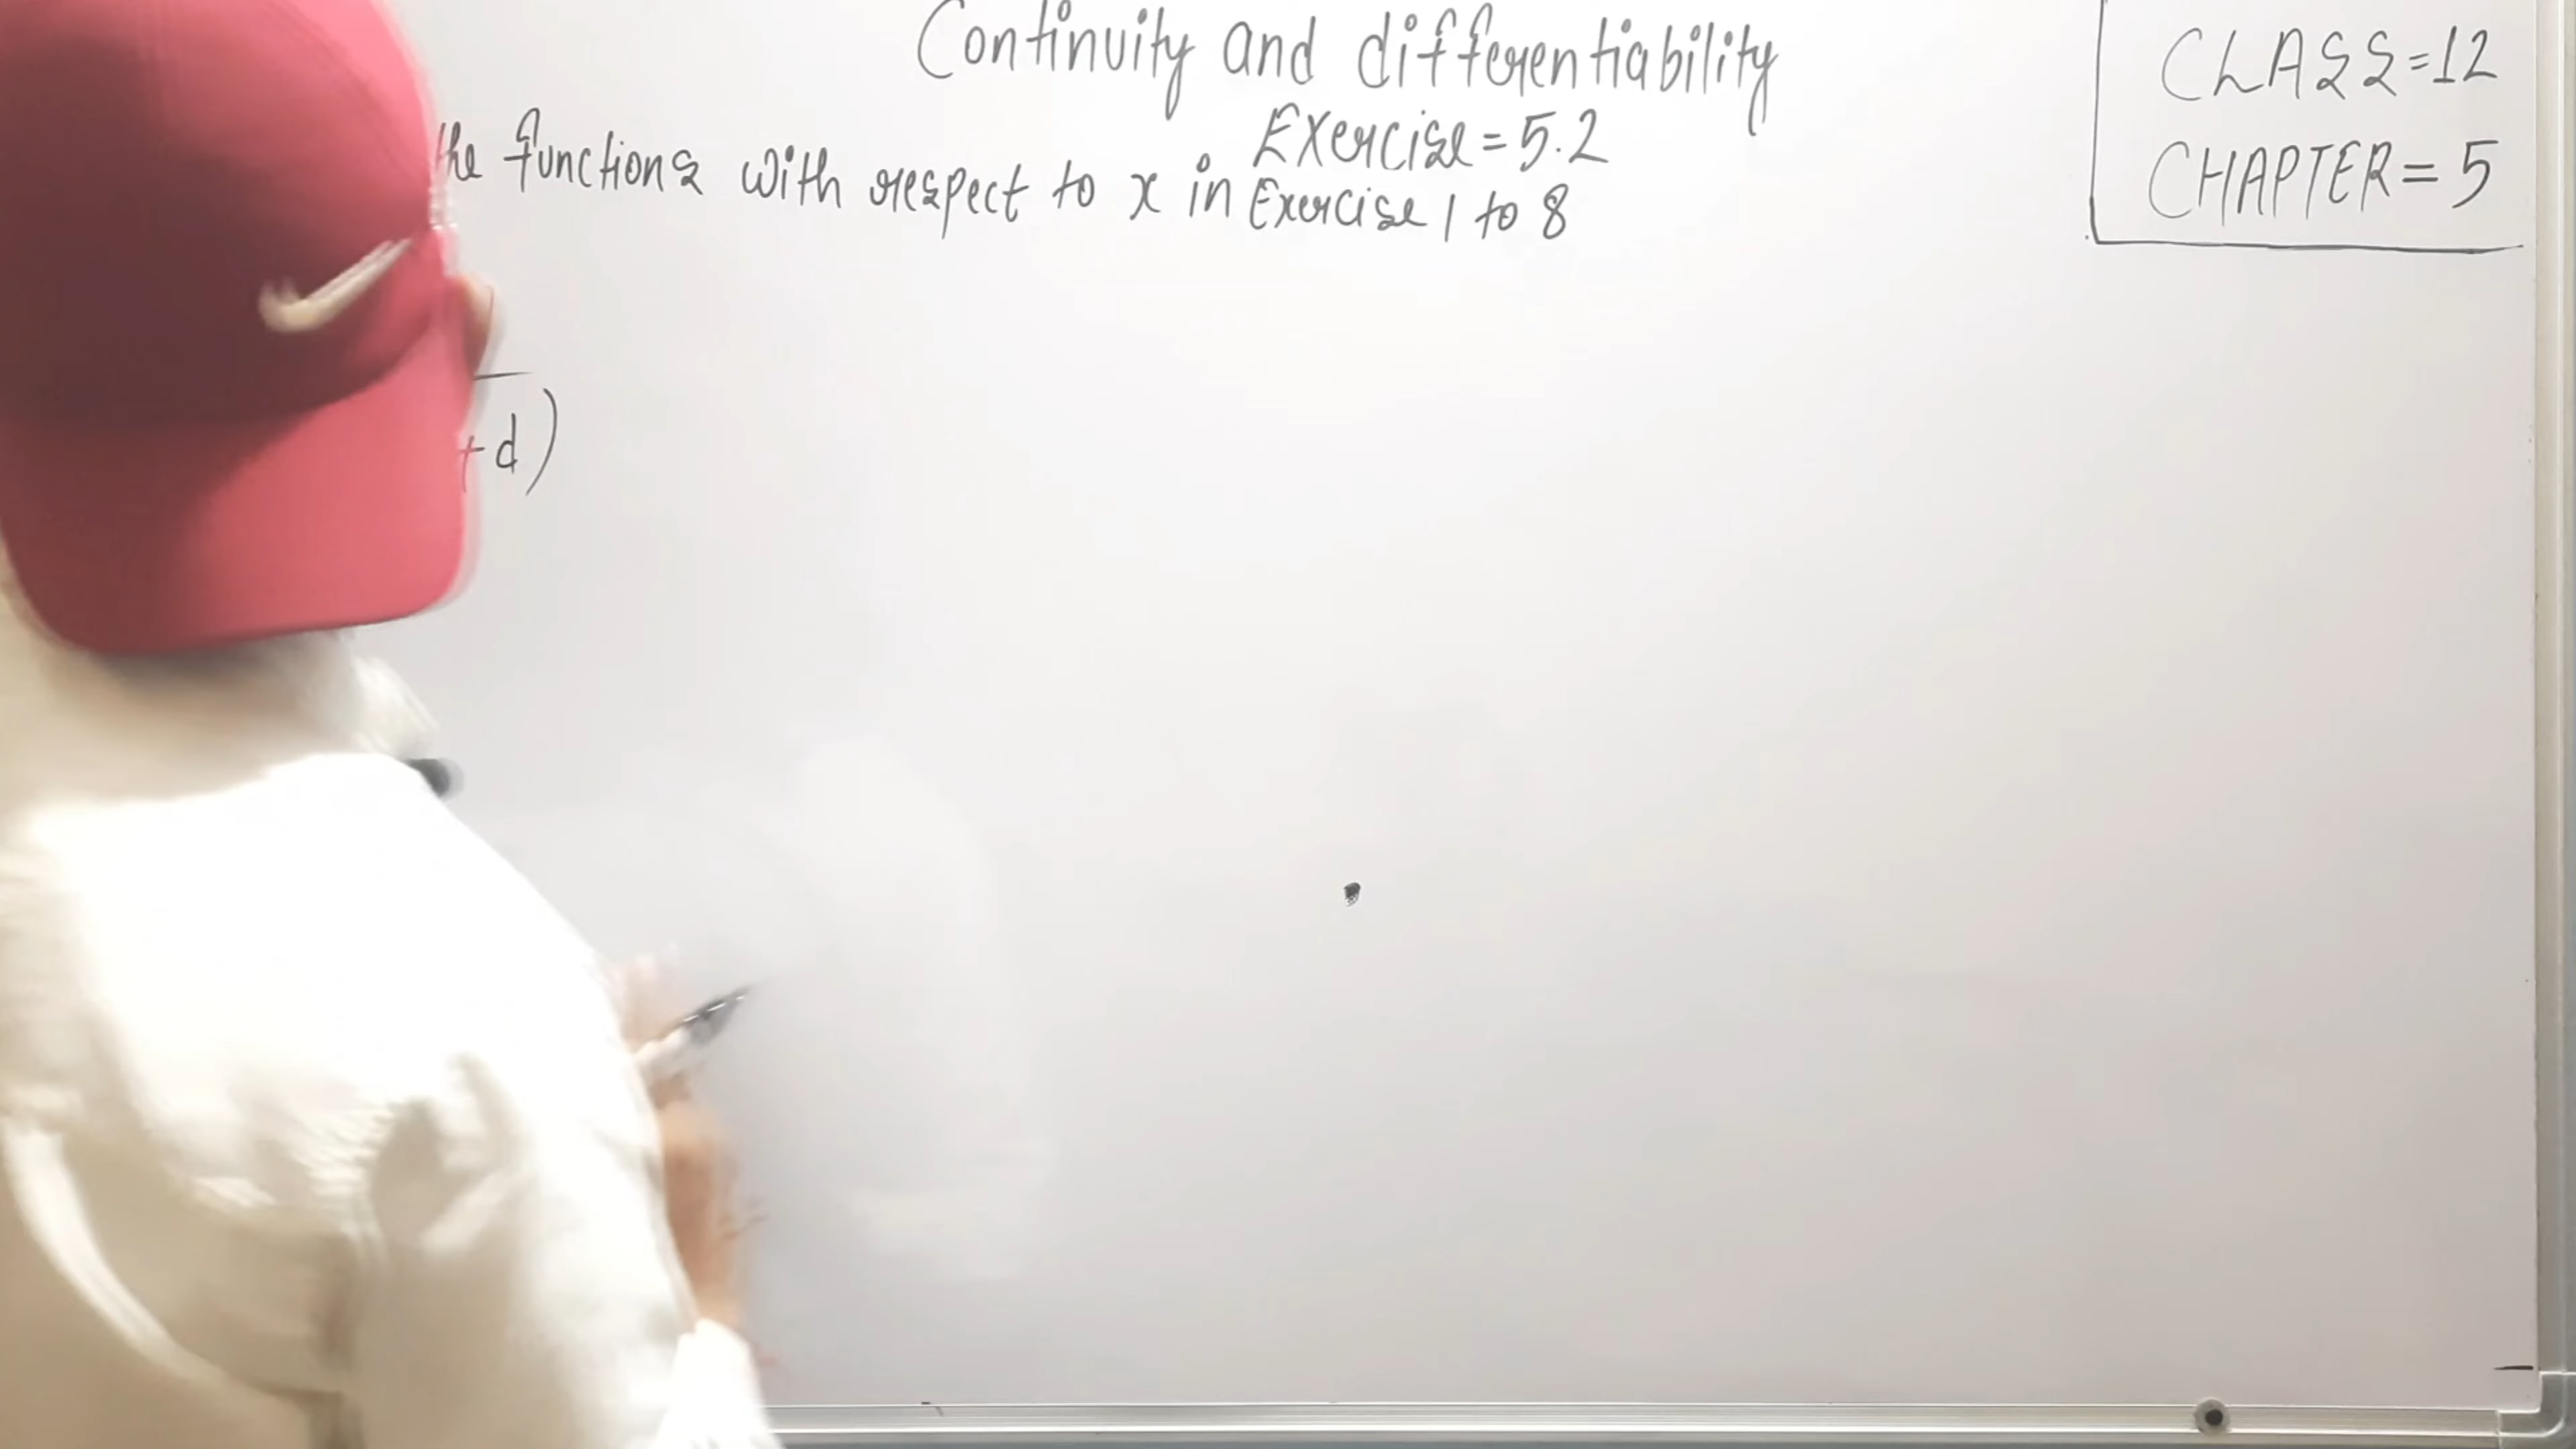 Continuity and differentiability
CLASS=12
Exercise=5.2
CHAPTER=5
the functions with respect to x in Exercise 1 to 8
+d)